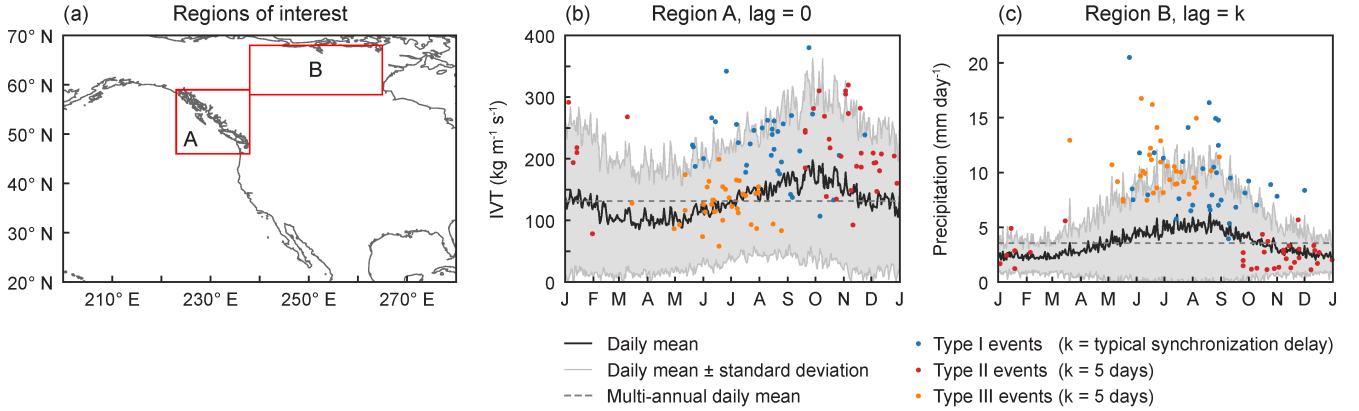 (a) Regions of interest
70° N
60° N
50° N
40° N
30° N
20° N
210° E 230° E 250° E 270° E
A
B
(b) Region A, lag = 0
IVT (kg m⁻¹ s⁻¹)
400
300
200
100
0
J F M A M J J A S O N D J
(c) Region B, lag = k
Precipitation (mm day⁻¹)
20
15
10
5
0
J F M A M J J A S O N D J
Daily mean
Daily mean ± standard deviation
Multi-annual daily mean
Type I events (k = typical synchronization delay)
Type II events (k = 5 days)
Type III events (k = 5 days)